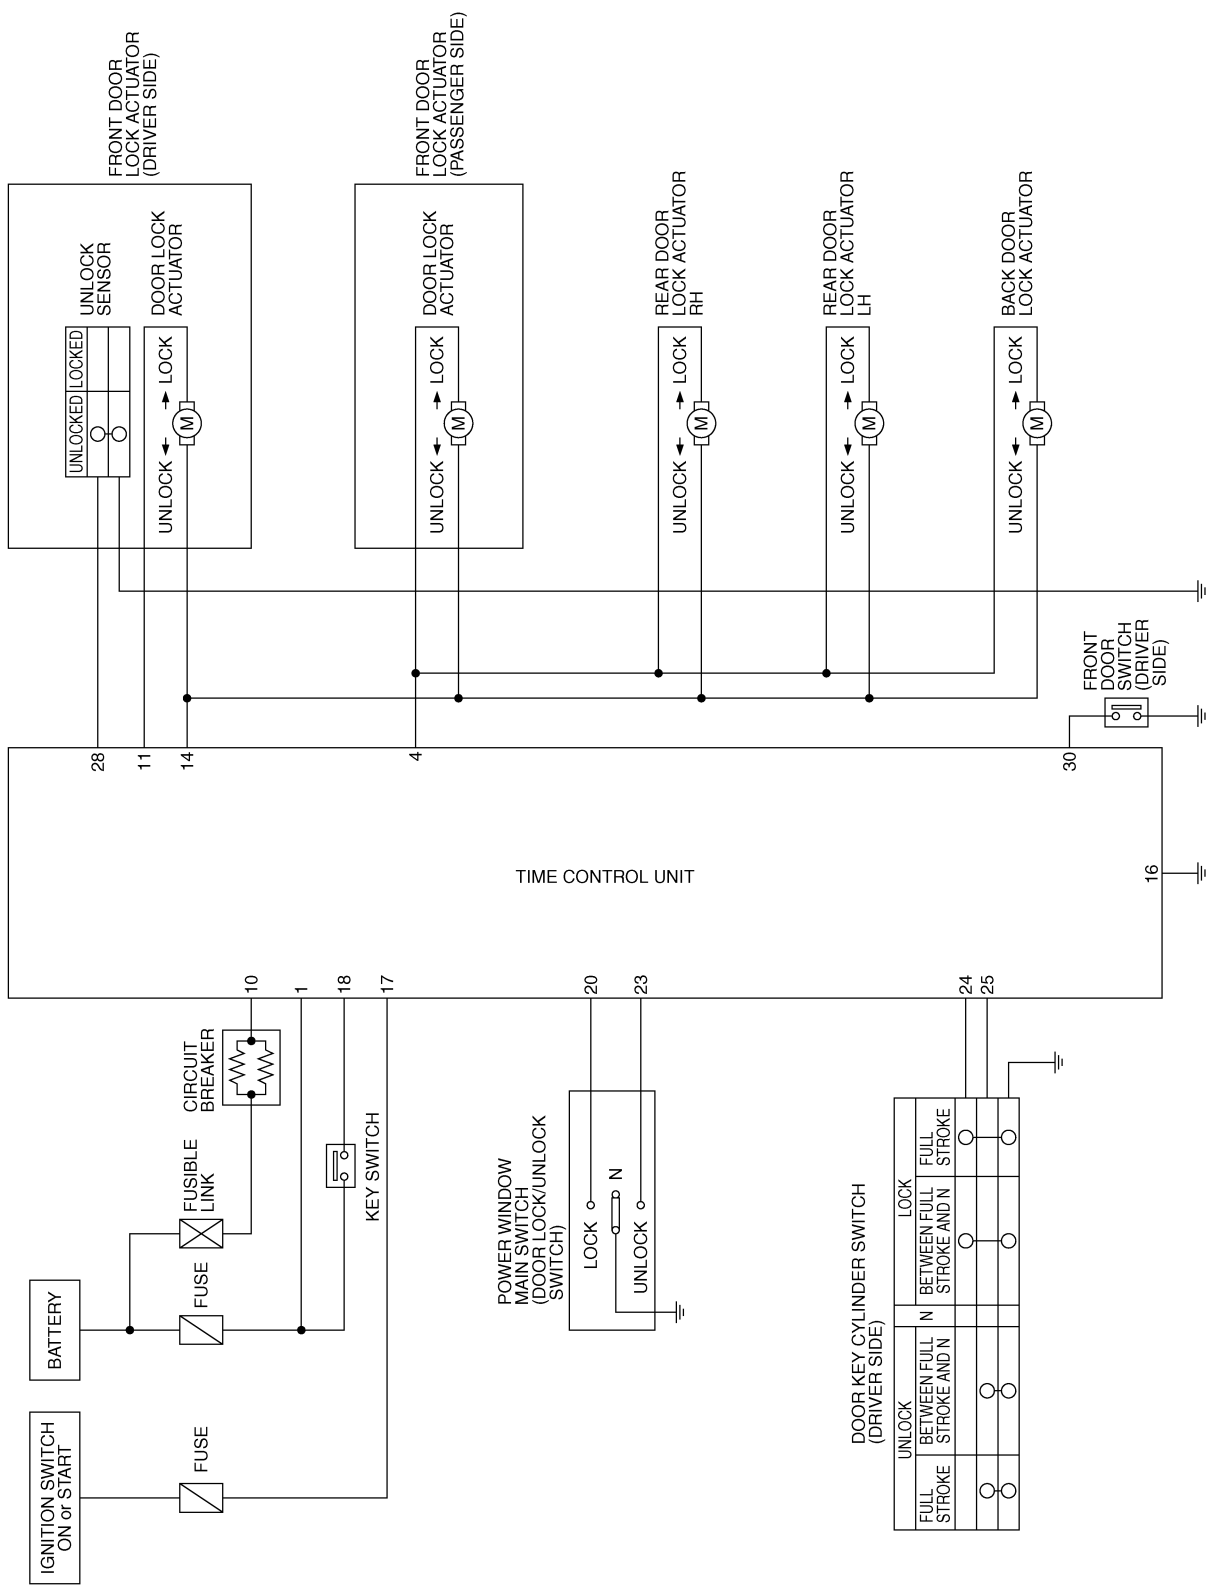 FRONT DOOR
LOCK ACTUATOR
(DRIVER SIDE)
FRONT DOOR
LOCK ACTUATOR
(PASSENGER SIDE)
UNLOCK
SENSOR
UNLOCKED
LOCKED
DOOR LOCK
ACTUATOR
UNLOCK
LOCK
M
DOOR LOCK
ACTUATOR
UNLOCK
LOCK
M
REAR DOOR
LOCK ACTUATOR
RH
UNLOCK
LOCK
M
REAR DOOR
LOCK ACTUATOR
LH
UNLOCK
LOCK
M
BACK DOOR
LOCK ACTUATOR
UNLOCK
LOCK
M
FRONT
DOOR
SWITCH
(DRIVER
SIDE)
28
11
14
4
30
TIME CONTROL UNIT
16
10
1
18
17
20
23
24
25
CIRCUIT
BREAKER
FUSIBLE
LINK
KEY SWITCH
FUSE
BATTERY
FUSE
IGNITION SWITCH
ON or START
POWER WINDOW
MAIN SWITCH
(DOOR LOCK/UNLOCK
SWITCH)
LOCK
N
UNLOCK
DOOR KEY CYLINDER SWITCH
(DRIVER SIDE)
UNLOCK
N
LOCK
FULL
STROKE
BETWEEN FULL
STROKE AND N
BETWEEN FULL
STROKE AND N
FULL
STROKE